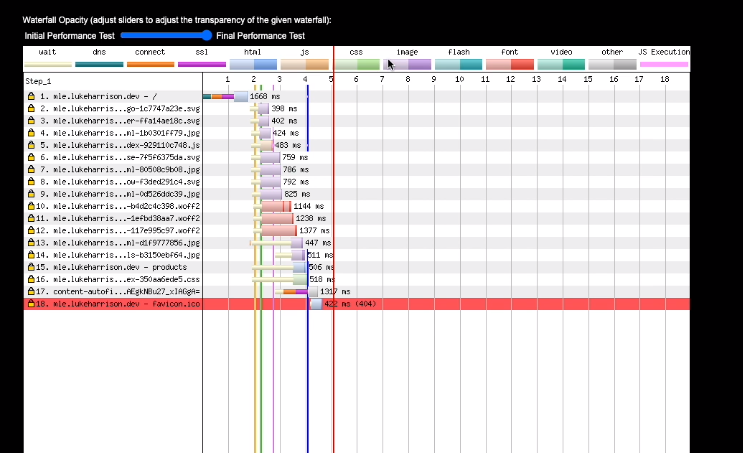 Waterfall Opacity (adjust sliders to adjust the transparency of the given waterfall):
Initial Performance Test Final Performance Test
wait dns connect ssl html js css image flash font video other JS Execution
Step_1 1 2 3 4 5 6 7 8 9 10 11 12 13 14 15 16 17 18
1. mle.lukeharrison.dev - / 1668 ms
2. mle.lukeharris...go-1c7747a23e.svg 398 ms
3. mle.lukeharris...er-ffa14ae18c.svg 402 ms
4. mle.lukeharris...ml-1b0301ff79.jpg 424 ms
5. mle.lukeharris...dex-929110c748.js 483 ms
6. mle.lukeharris...se-7f5f6375da.svg 759 ms
7. mle.lukeharris...ml-80508c9b08.jpg 786 ms
8. mle.lukeharris...ow-f3ded291c4.svg 792 ms
9. mle.lukeharris...ml-0d526ddc39.jpg 825 ms
10. mle.lukeharris...-b4d2c4c398.woff2 1144 ms
11. mle.lukeharris...-1efbd38aa7.woff2 1238 ms
12. mle.lukeharris...-117e995c97.woff2 1377 ms
13. mle.lukeharris...ml-d1f9777856.jpg 447 ms
14. mle.lukeharris...ls-b3150ebf64.jpg 511 ms
15. mle.lukeharrison.dev - products 506 ms
16. mle.lukeharris...ex-350aa6ede5.css 518 ms
17. content-autofi...AEgkNBu27_xlAGgA= 1317 ms
18. mle.lukeharrison.dev - favicon.ico 422 ms (404)